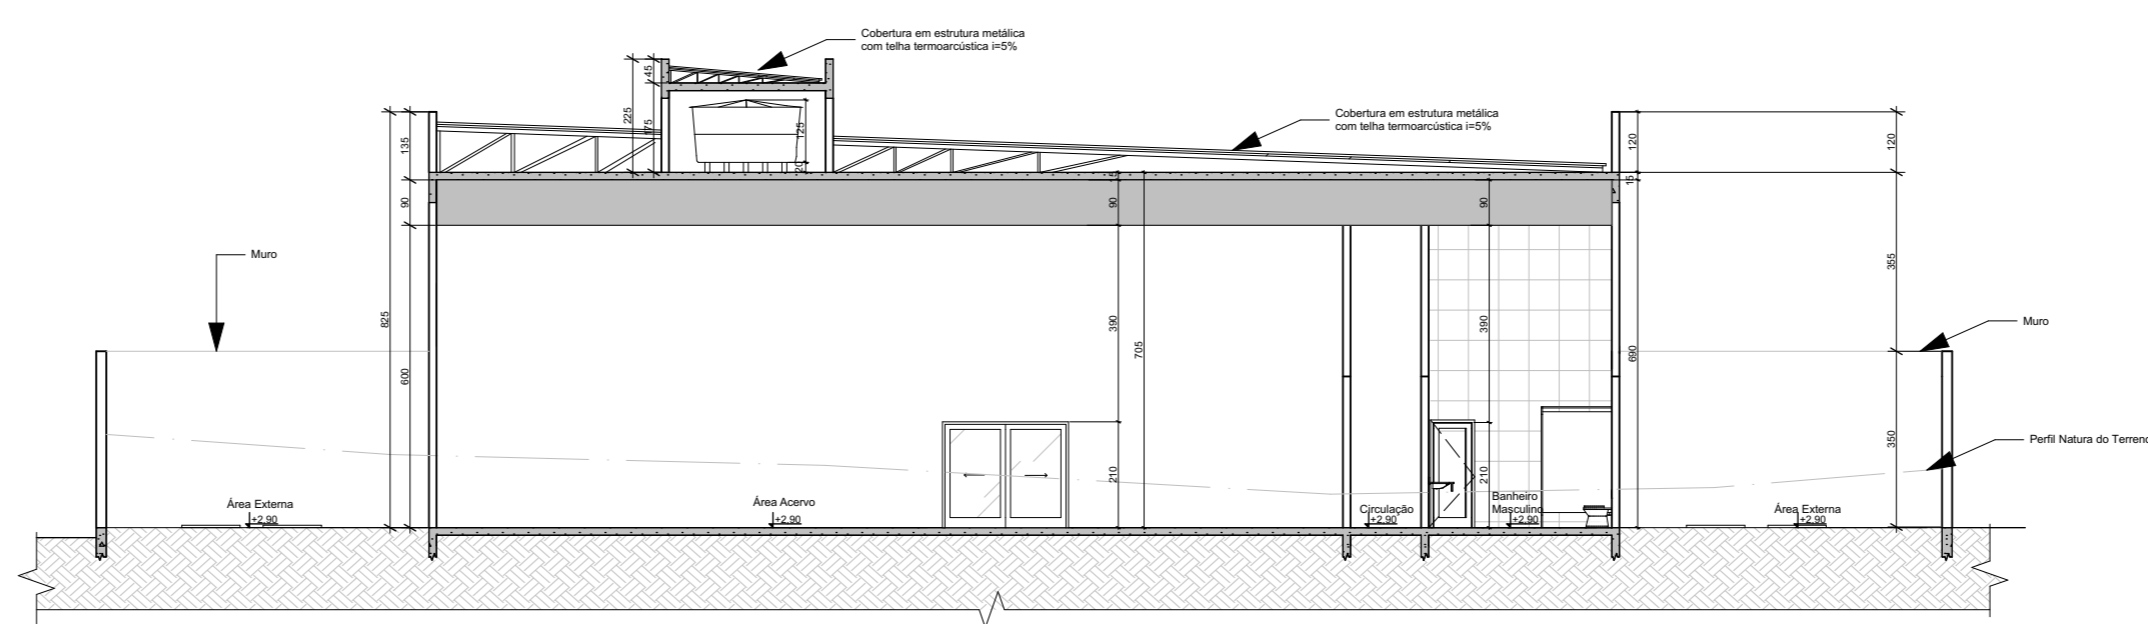 Cobertura em estrutura metálica
com telha termoarcústica i=5%
45
225
175
125
20
Cobertura em estrutura metálica
com telha termoarcústica i=5%
135
120
120
15
90
90
90
Muro
825
600
390
705
390
690
355
Muro
350
Perfil Natura do Terreno
210
210
Área Externa
+2,90
Área Acervo
+2,90
Circulação
+2,90
Banheiro
Masculino
+2,90
Área Externa
+2,90